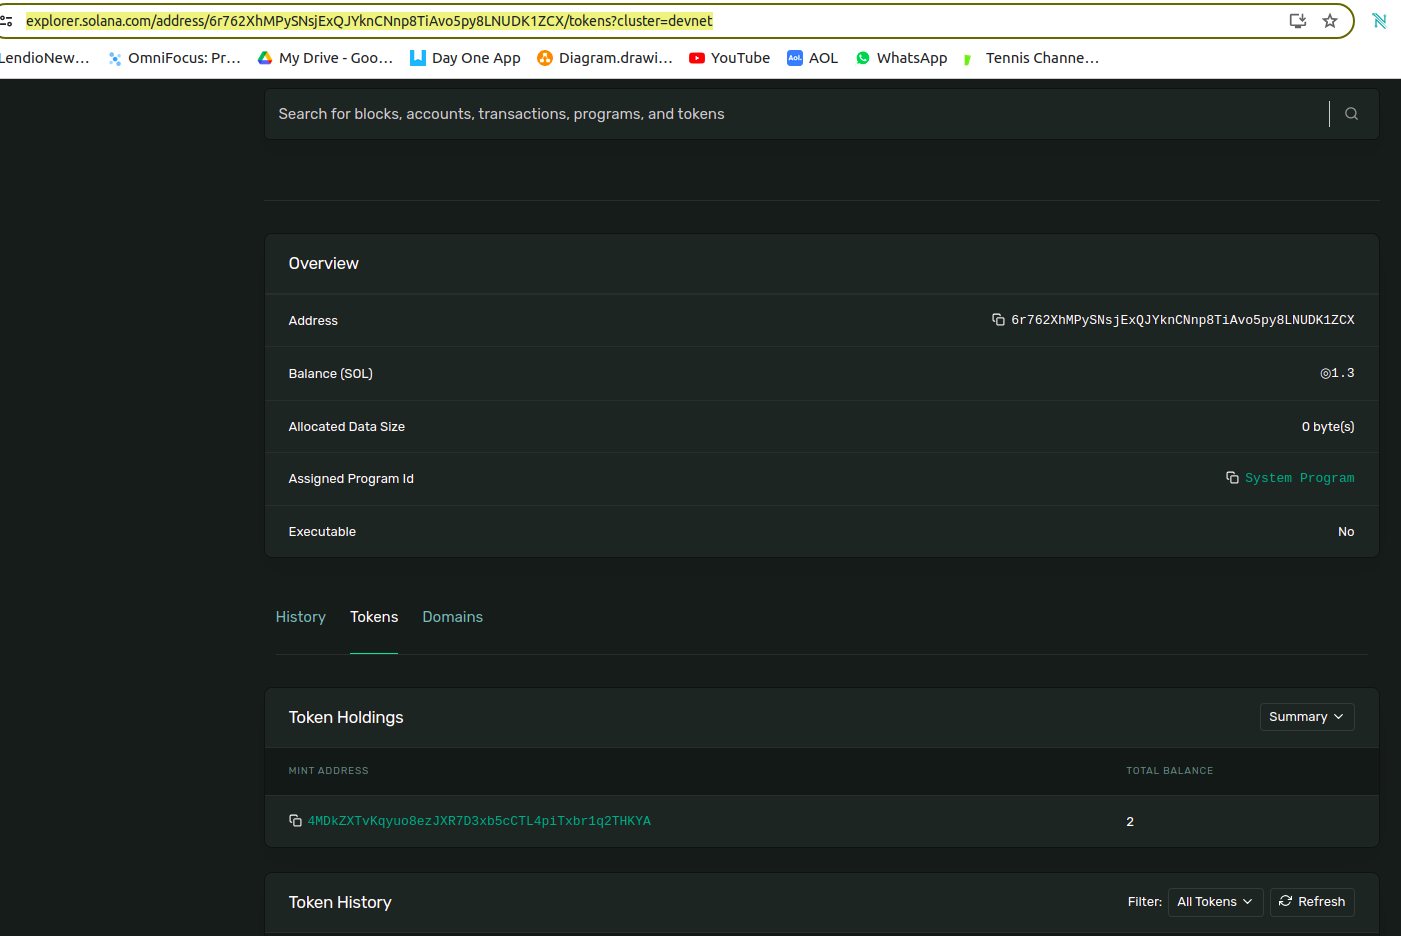 explorer.solana.com/address/6r762XhMPySNsjExQJYknCNnp8TiAvo5py8LNUDK1ZCX/tokens?cluster=devnet
LendioNew... OmniFocus: Pr... My Drive - Goo... Day One App Diagram.drawi... YouTube Aol. AOL WhatsApp Tennis Channe...
Search for blocks, accounts, transactions, programs, and tokens
Overview
Address 6r762XhMPySNsjExQJYknCNnp8TiAvo5py8LNUDK1ZCX
Balance (SOL) ◎1.3
Allocated Data Size 0 byte(s)
Assigned Program Id System Program
Executable No
History Tokens Domains
Token Holdings Summary
MINT ADDRESS TOTAL BALANCE
4MDkZXTvKqyuo8ezJXR7D3xb5cCTL4piTxbr1q2THKYA 2
Token History Filter: All Tokens Refresh